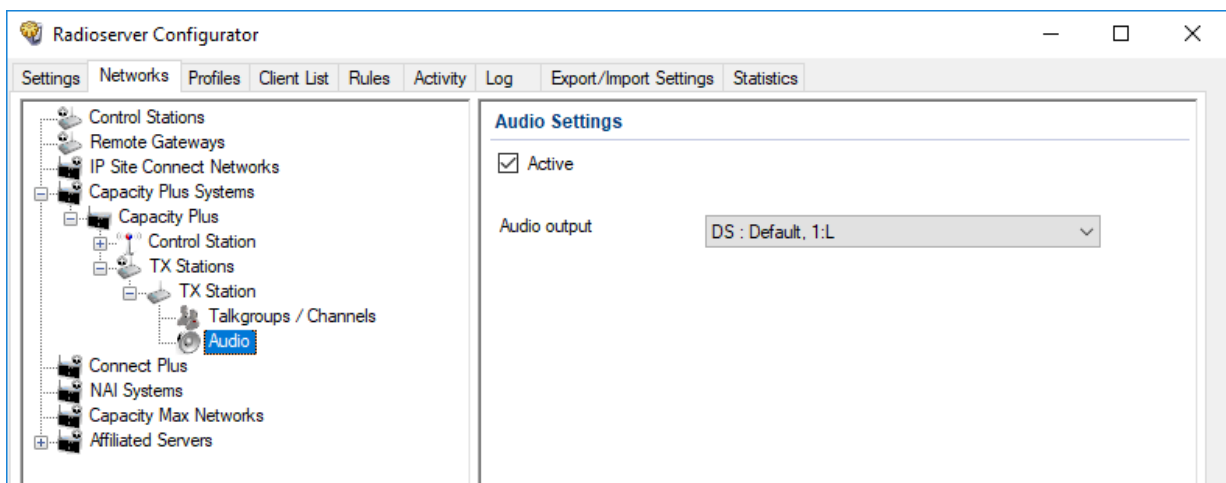 Radioserver Configurator
Settings Networks Profiles Client List Rules Activity Log Export/Import Settings Statistics
Control Stations
Remote Gateways
IP Site Connect Networks
Capacity Plus Systems
Capacity Plus
Control Station
TX Stations
TX Station
Talkgroups / Channels
Audio
Connect Plus
NAI Systems
Capacity Max Networks
Affiliated Servers
Audio Settings
Active
Audio output DS : Default, 1:L